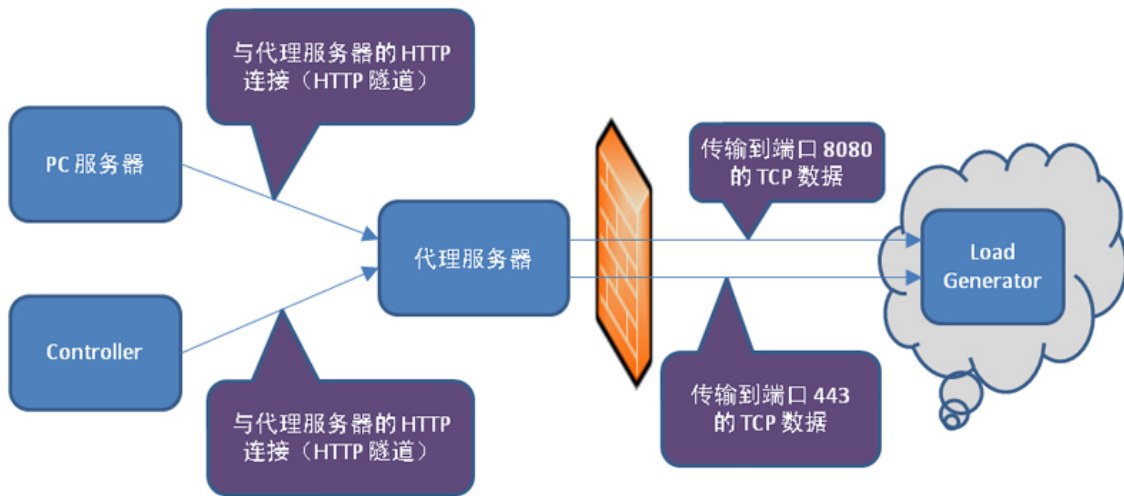 与代理服务器的 HTTP
连接（HTTP 隧道）
PC 服务器
传输到端口 8080
的 TCP 数据
代理服务器
Load
Generator
Controller
传输到端口 443
的 TCP 数据
与代理服务器的 HTTP
连接（HTTP 隧道）